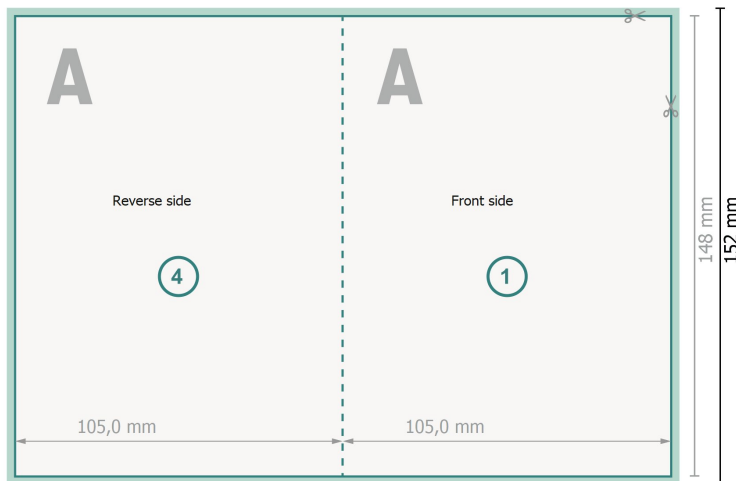 A
A
Reverse side
Front side
4
1
105,0 mm
105,0 mm
148 mm
152 mm